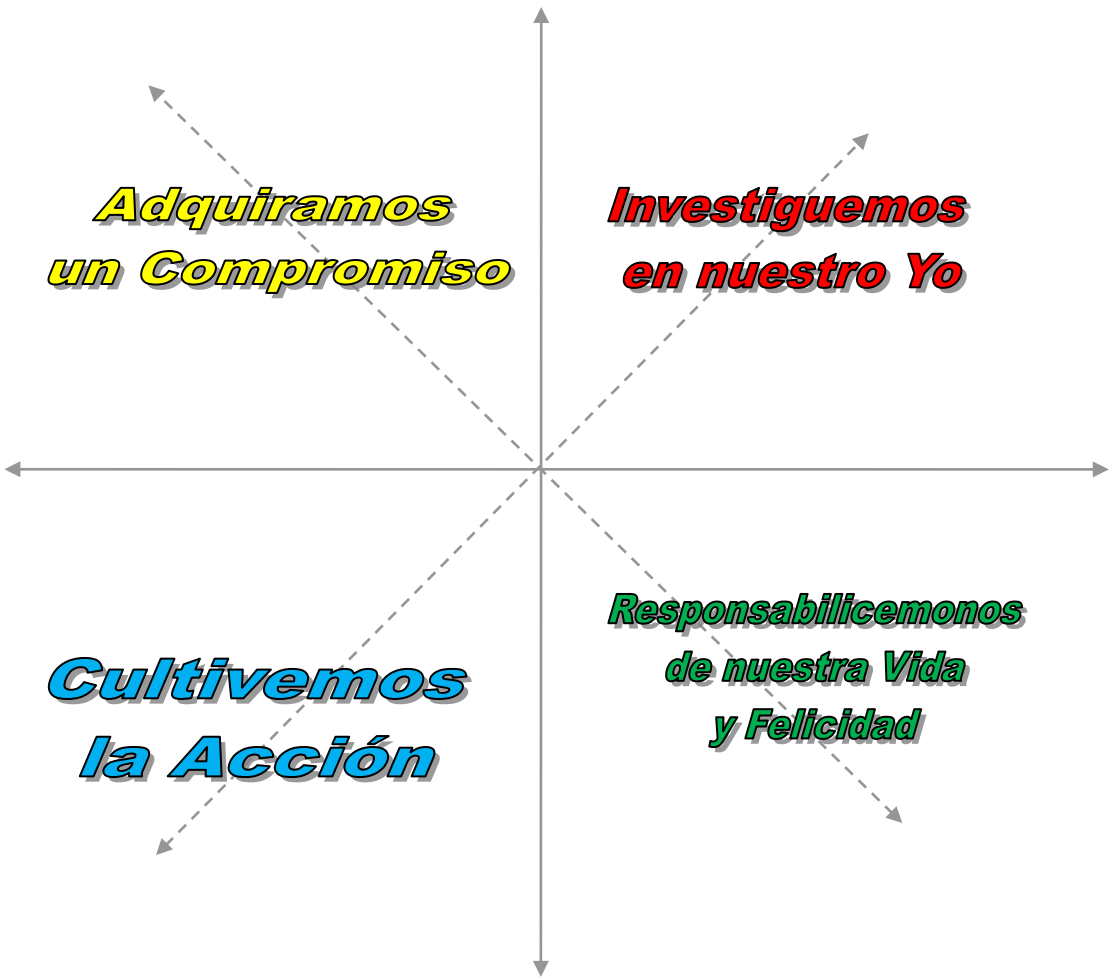 Adquiramos
un Compromiso
Investiguemos
en nuestro Yo
Cultivemos
la Acción
Responsabilicemonos
de nuestra Vida
y Felicidad